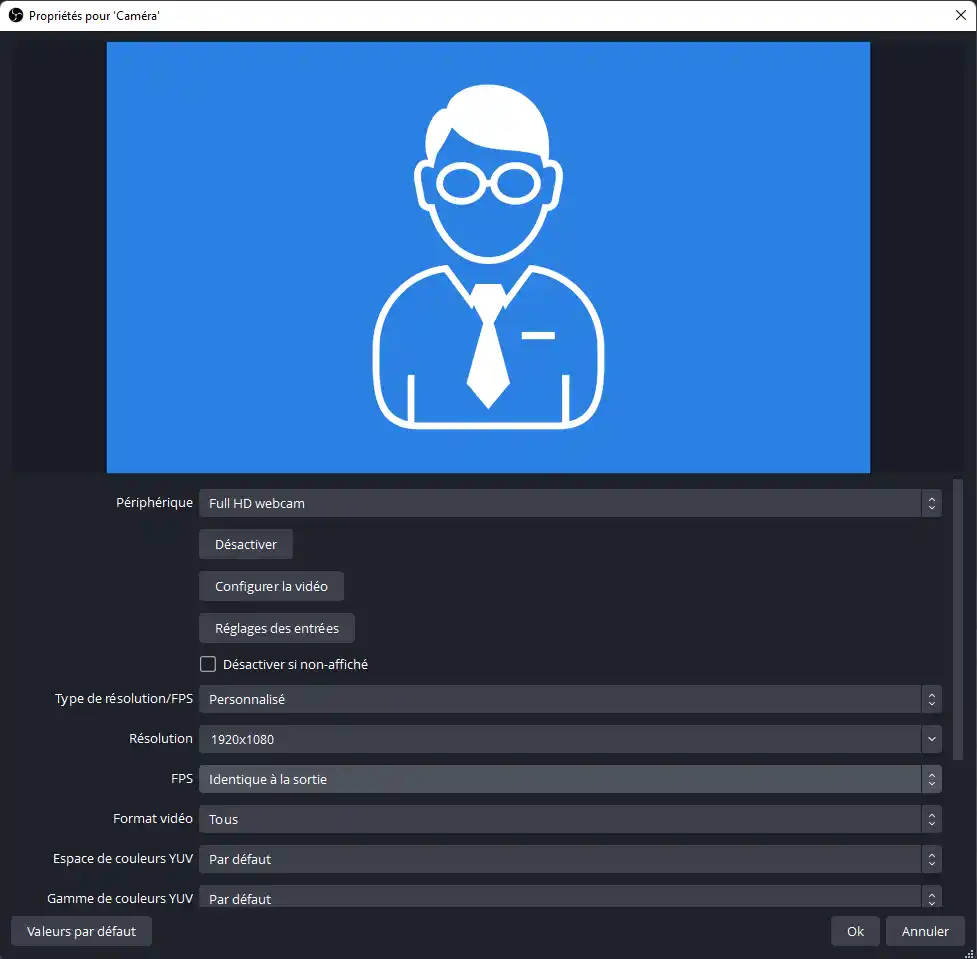 Propriétés pour 'Caméra'
Périphérique Full HD webcam
Désactiver
Configurer la vidéo
Réglages des entrées
Désactiver si non-affiché
Type de résolution/FPS Personnalisé
Résolution 1920x1080
FPS Identique à la sortie
Format vidéo Tous
Espace de couleurs YUV Par défaut
Gamme de couleurs YUV Par défaut
Valeurs par défaut Ok Annuler